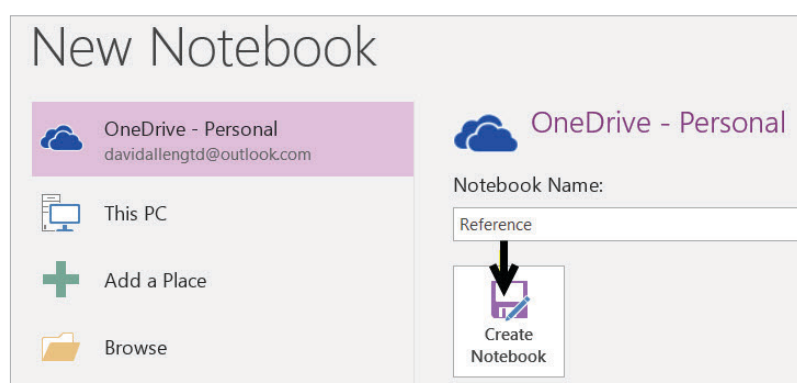 New Notebook
OneDrive - Personal
davidallengtd@outlook.com
This PC
Add a Place
Browse
OneDrive - Personal
Notebook Name:
Reference
Create
Notebook